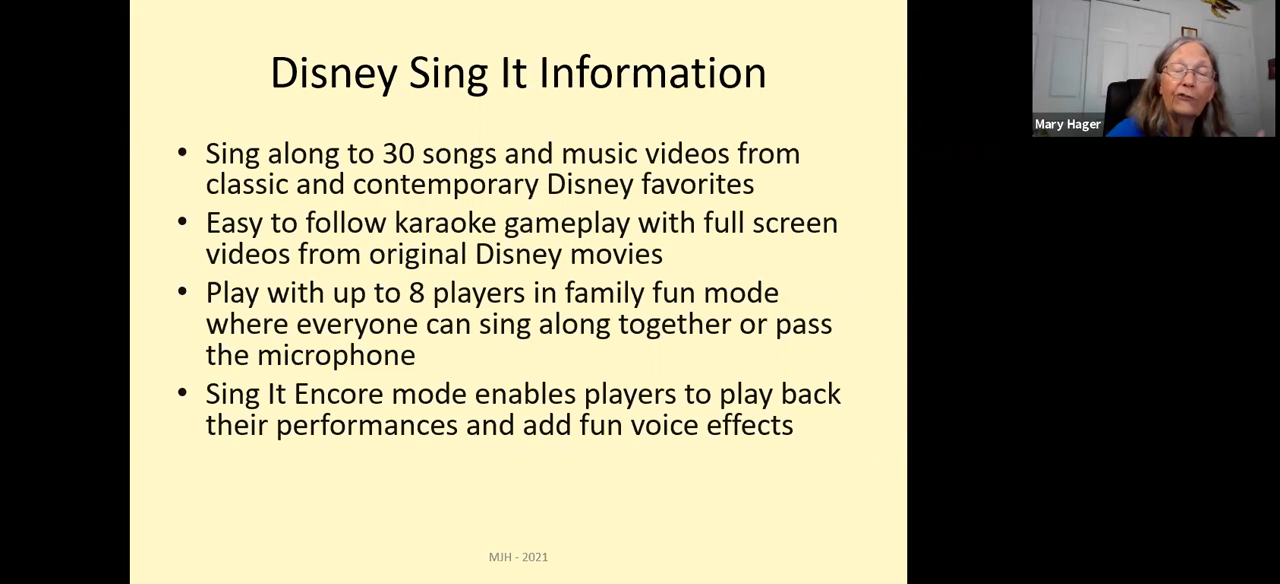 Disney Sing It Information
• Sing along to 30 songs and music videos from
classic and contemporary Disney favorites
• Easy to follow karaoke gameplay with full screen
videos from original Disney movies
• Play with up to 8 players in family fun mode
where everyone can sing along together or pass
the microphone
• Sing It Encore mode enables players to play back
their performances and add fun voice effects
MJH - 2021
Mary Hager